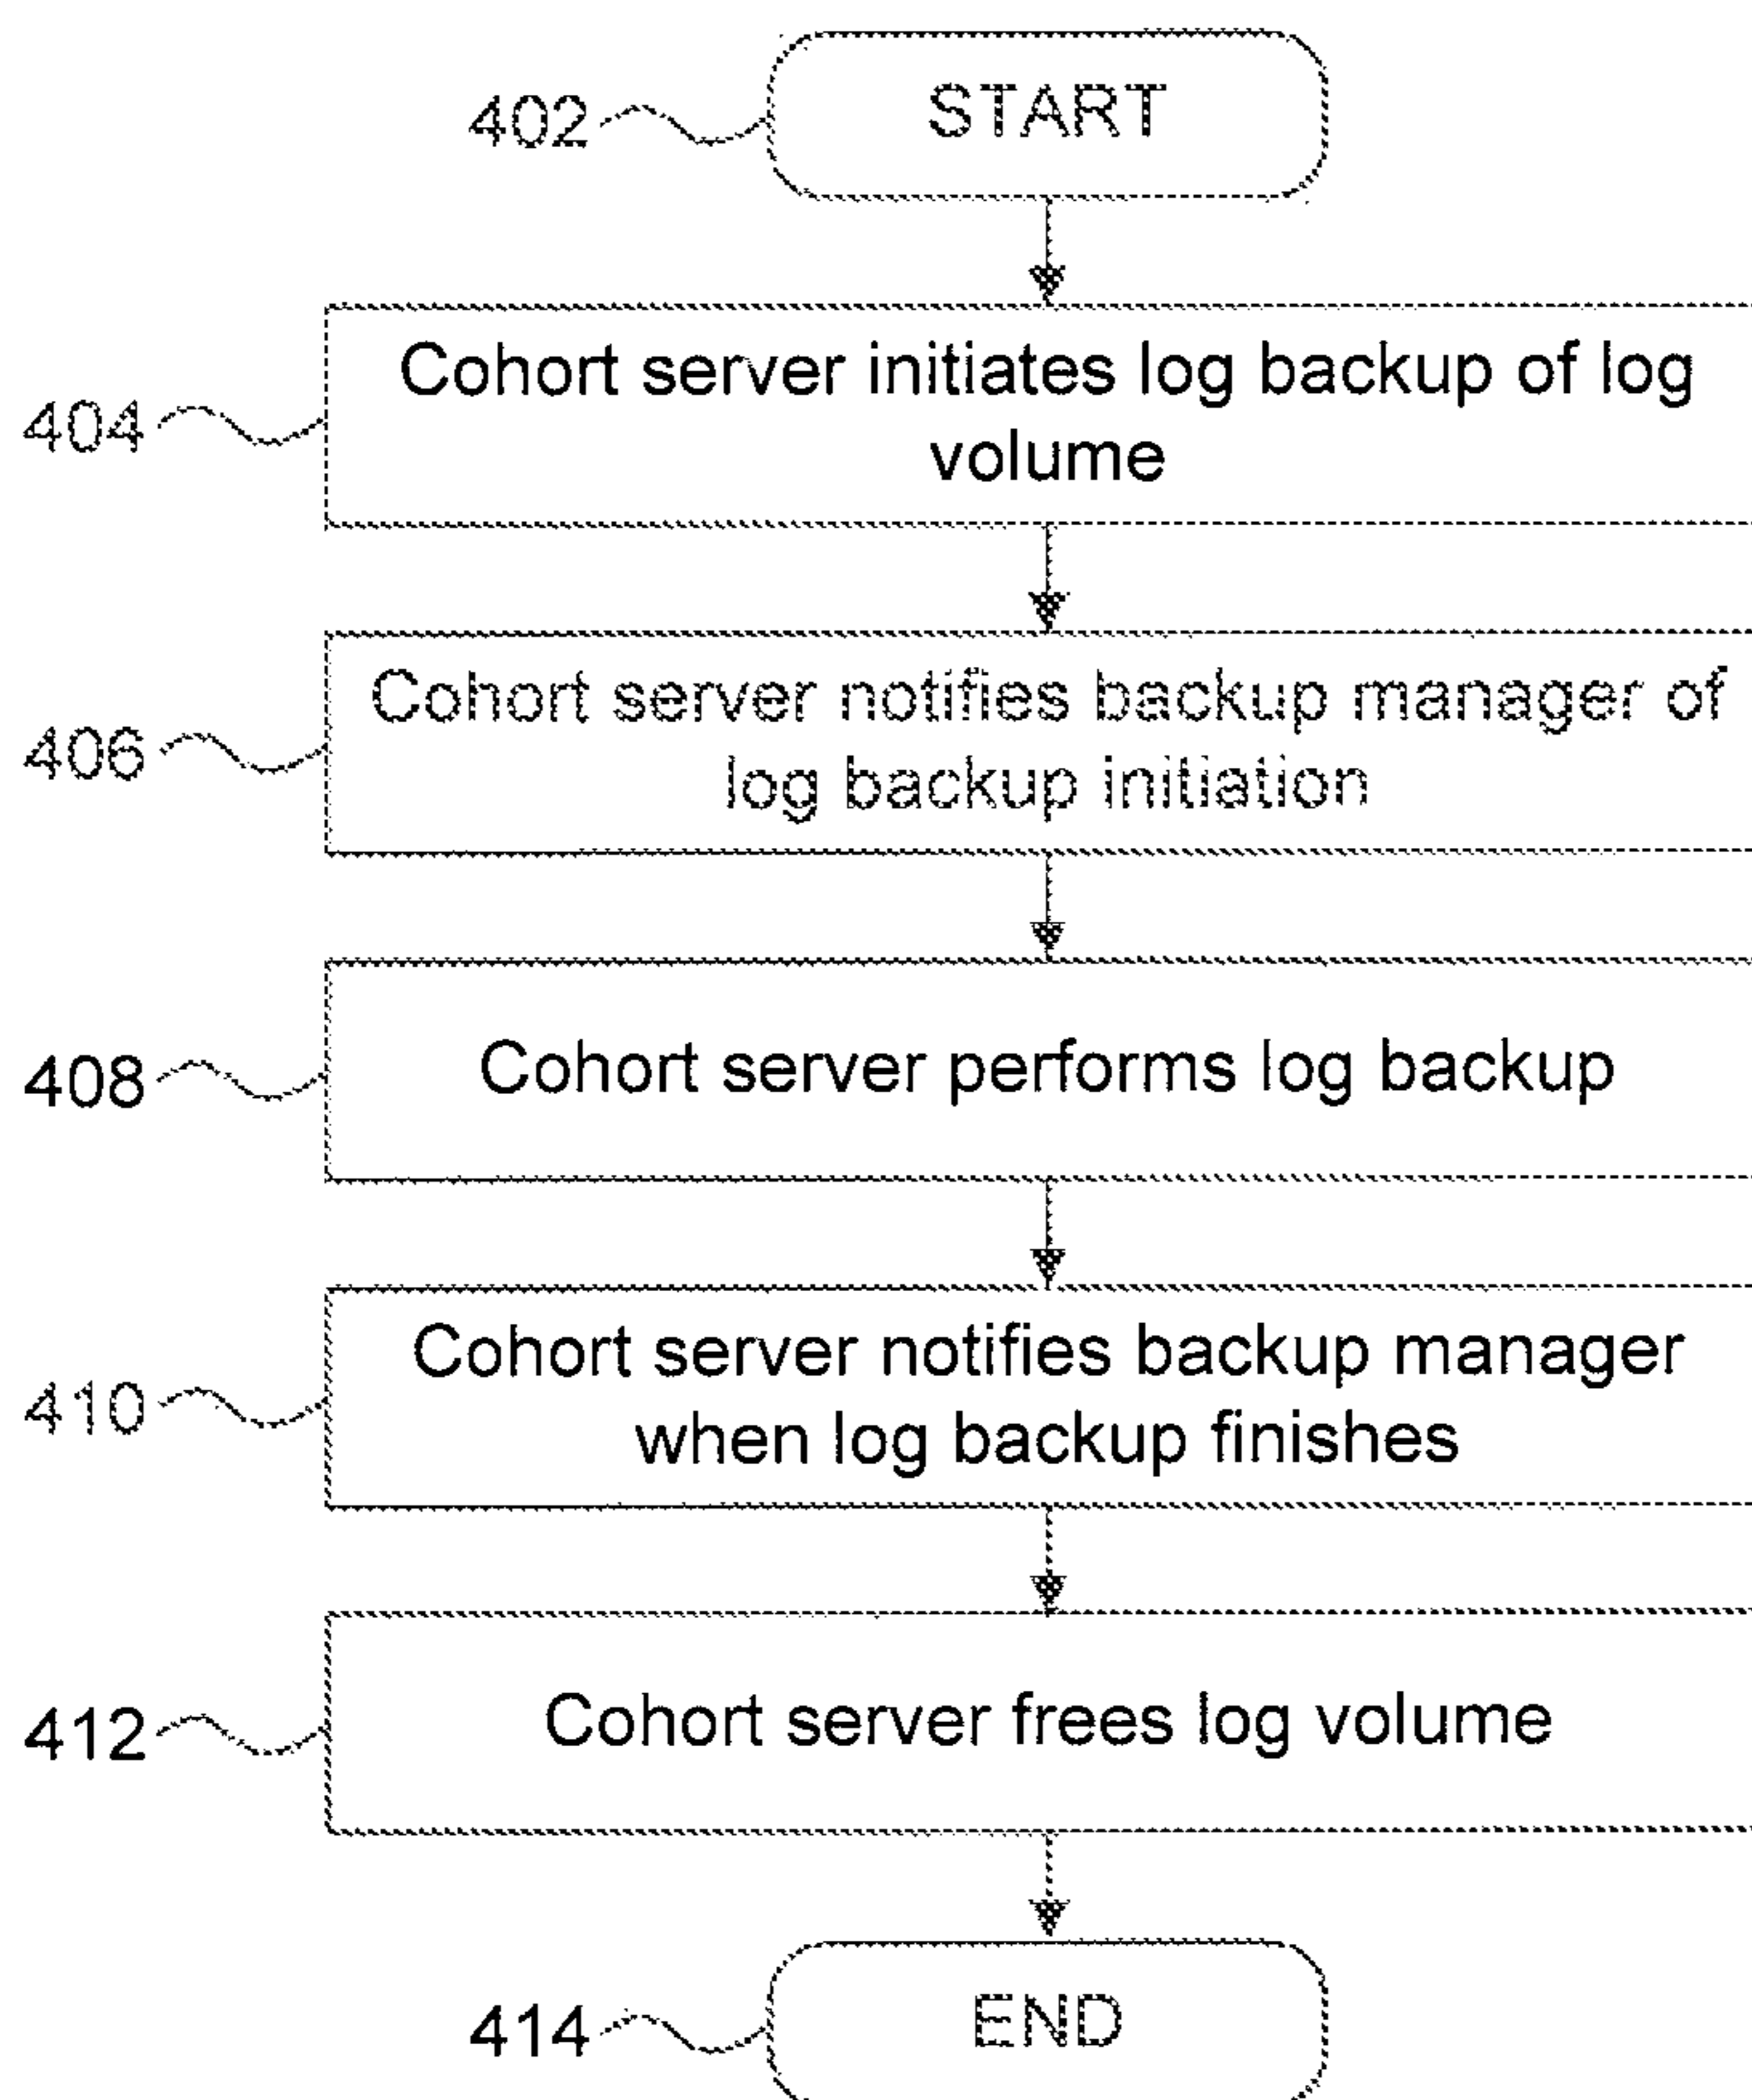 402
START
404
Cohort server initiates log backup of log
volume
406
Cohort server notifies backup manager of
log backup initiation
408
Cohort server performs log backup
410
Cohort server notifies backup manager
when log backup finishes
412
Cohort server frees log volume
414
END